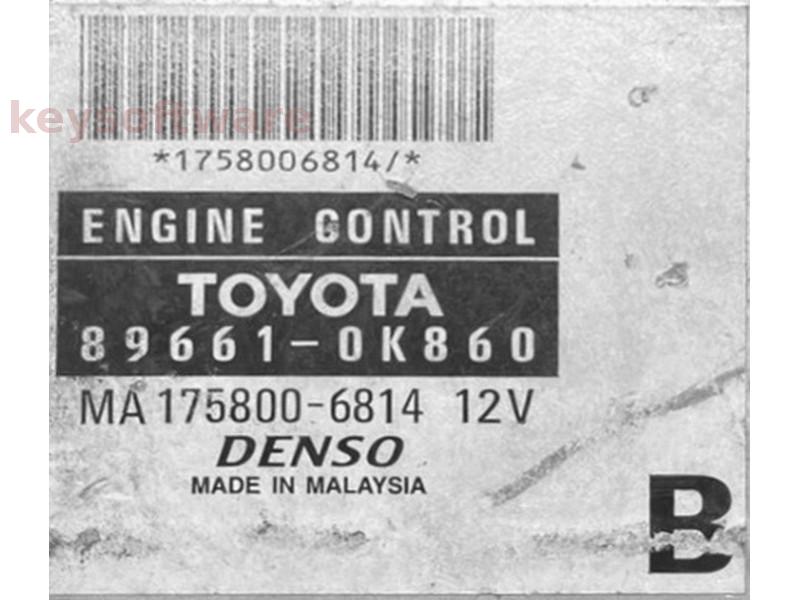 keysoftware
*1758006814/*
ENGINE CONTROL
TOYOTA
89661-0K860
MA 175800-6814 12V
DENSO
MADE IN MALAYSIA
B